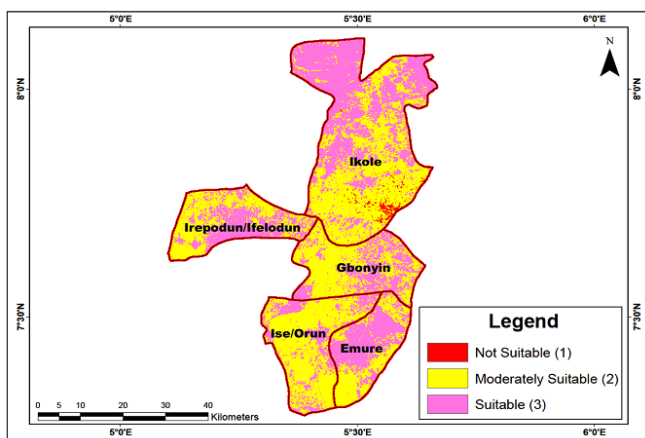 5°0'E 5°30'E 6°0'E
N
8°0'N 8°0'N
Ikole
Irepodun/Ifelodun
Gbonyin
7°30'N 7°30'N
Ise/Orun
Emure
Legend
Not Suitable (1)
Moderately Suitable (2)
Suitable (3)
0 5 10 20 30 40
Kilometers
5°0'E 5°30'E 6°0'E